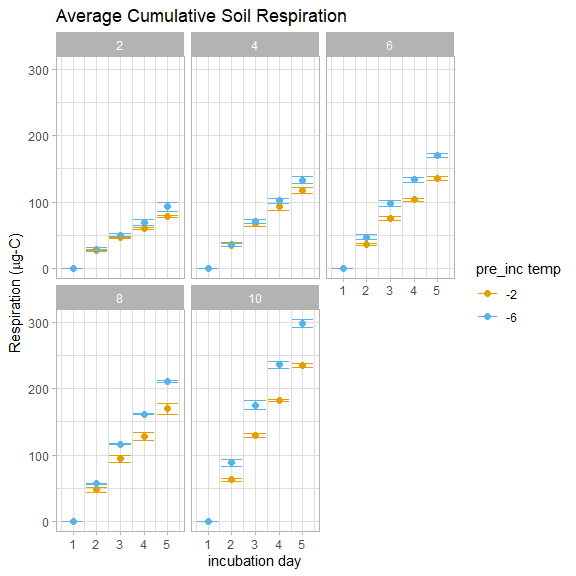 Average Cumulative Soil Respiration
2 4 6
300
200
100
0
1 2 3 4 5
8 10
300
200
100
0
1 2 3 4 5 1 2 3 4 5
incubation day
Respiration (µg-C)
pre_inc temp
-2
-6